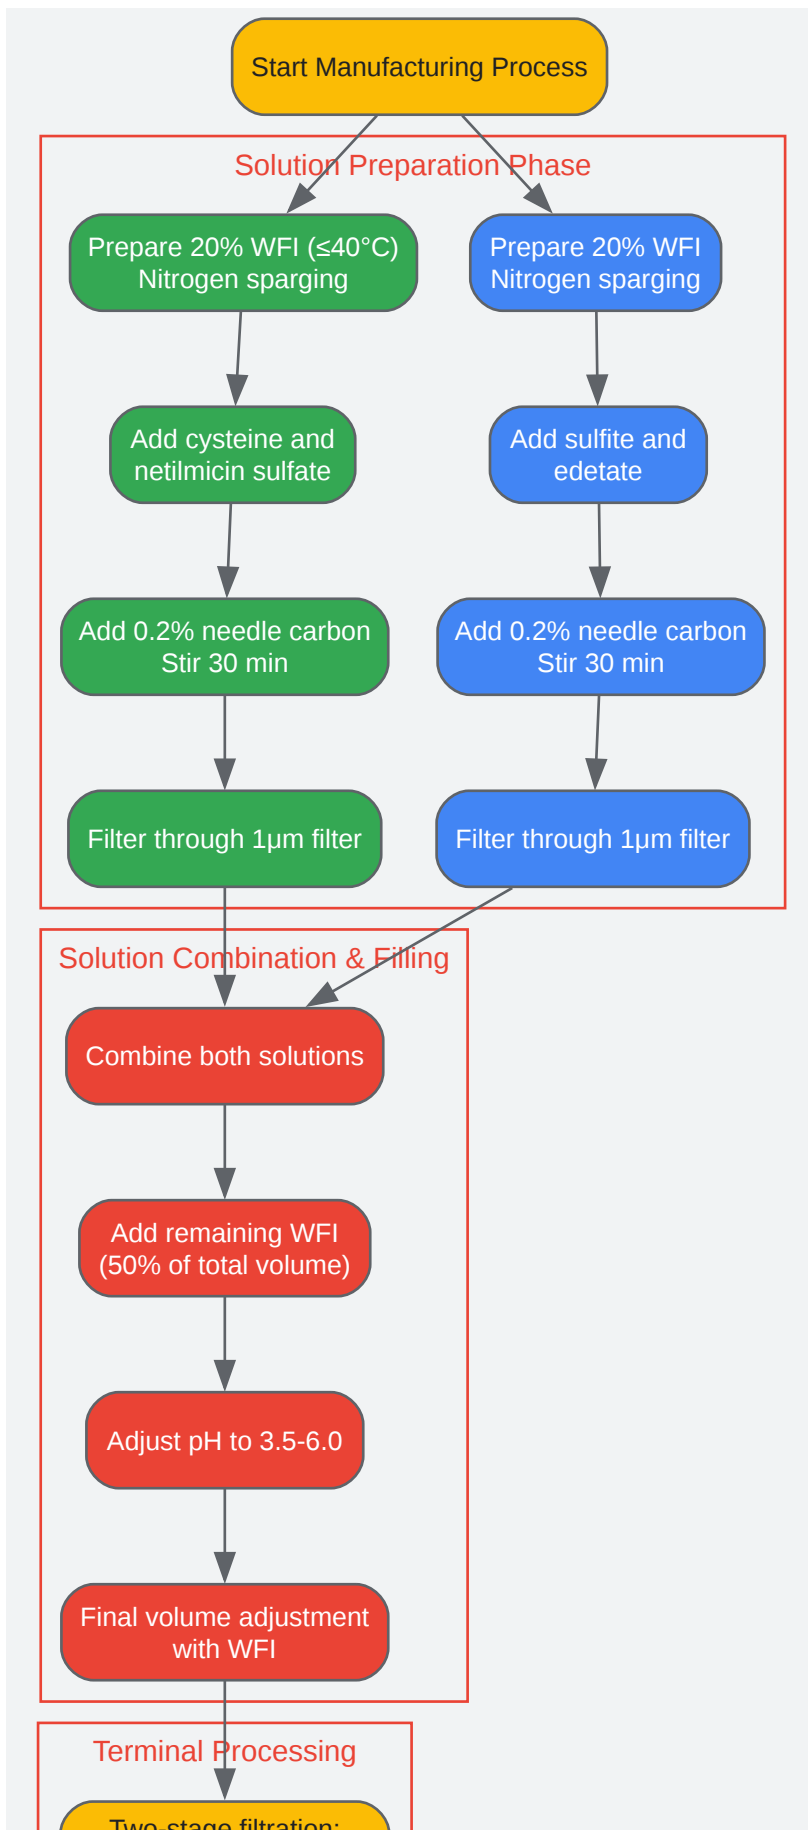 Start Manufacturing Process
Solution Preparation Phase
Prepare 20% WFI (≤40°C)
Nitrogen sparging
Prepare 20% WFI
Nitrogen sparging
Add cysteine and
netilmicin sulfate
Add sulfite and
edetate
Add 0.2% needle carbon
Stir 30 min
Add 0.2% needle carbon
Stir 30 min
Filter through 1μm filter
Filter through 1μm filter
Solution Combination & Filling
Combine both solutions
Add remaining WFI
(50% of total volume)
Adjust pH to 3.5-6.0
Final volume adjustment
with WFI
Terminal Processing
Two-stage filtration: